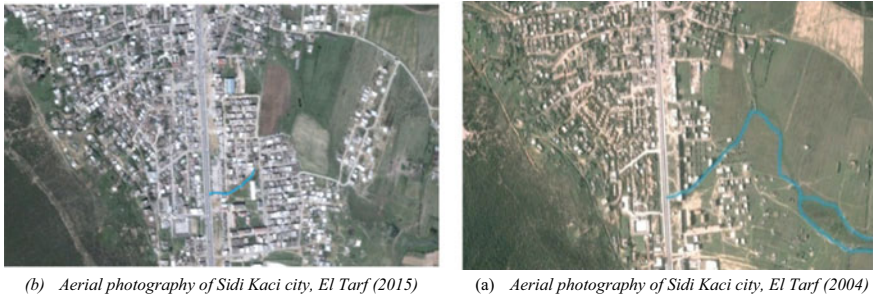 (b) Aerial photography of Sidi Kaci city, El Tarf (2015)
(a) Aerial photography of Sidi Kaci city, El Tarf (2004)